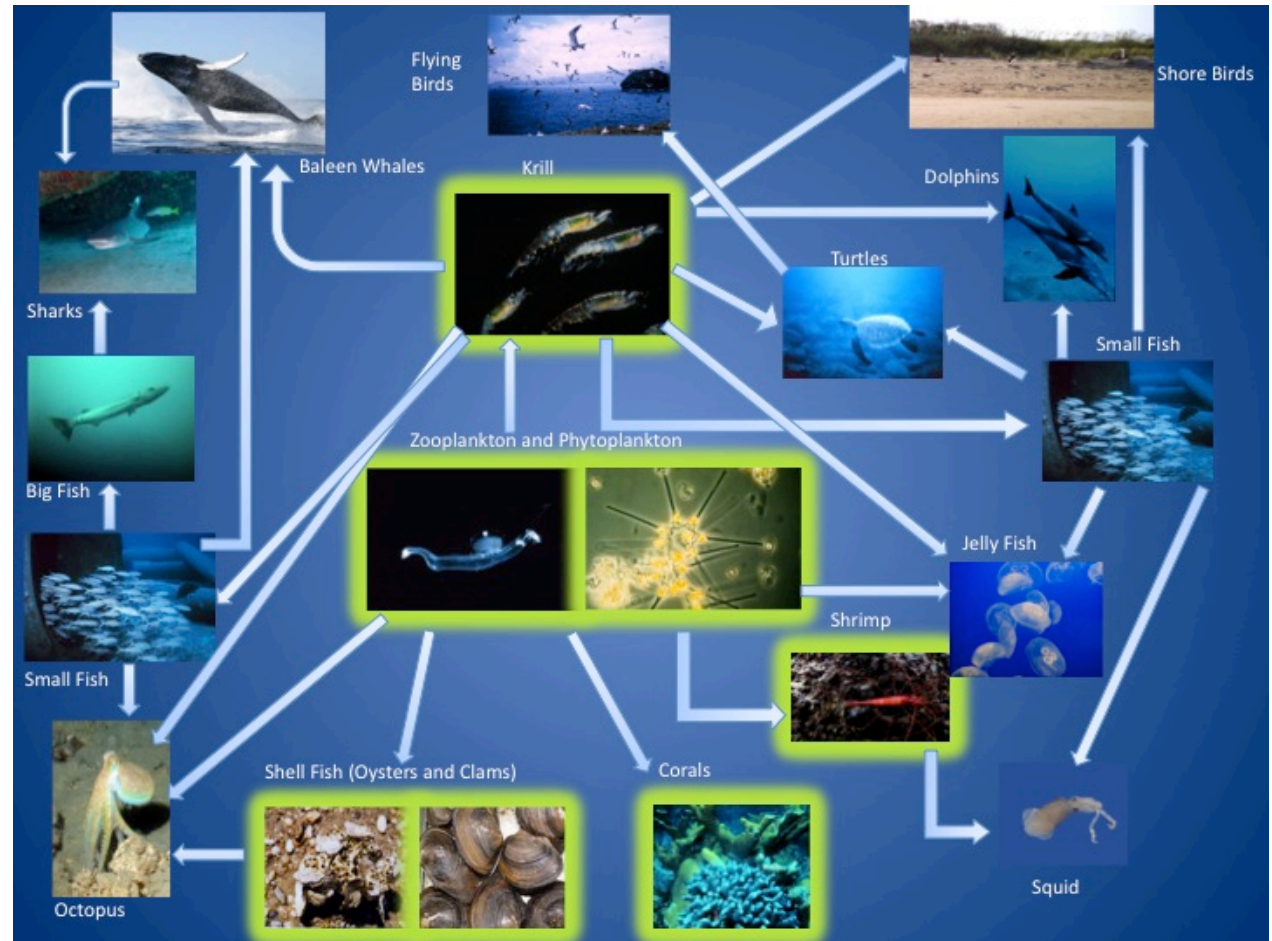 Flying
Birds
Shore Birds
Baleen Whales
Krill
Dolphins
Turtles
Sharks
Small Fish
Zooplankton and Phytoplankton
Big Fish
Jelly Fish
Shrimp
Small Fish
Shell Fish (Oysters and Clams)
Corals
Squid
Octopus